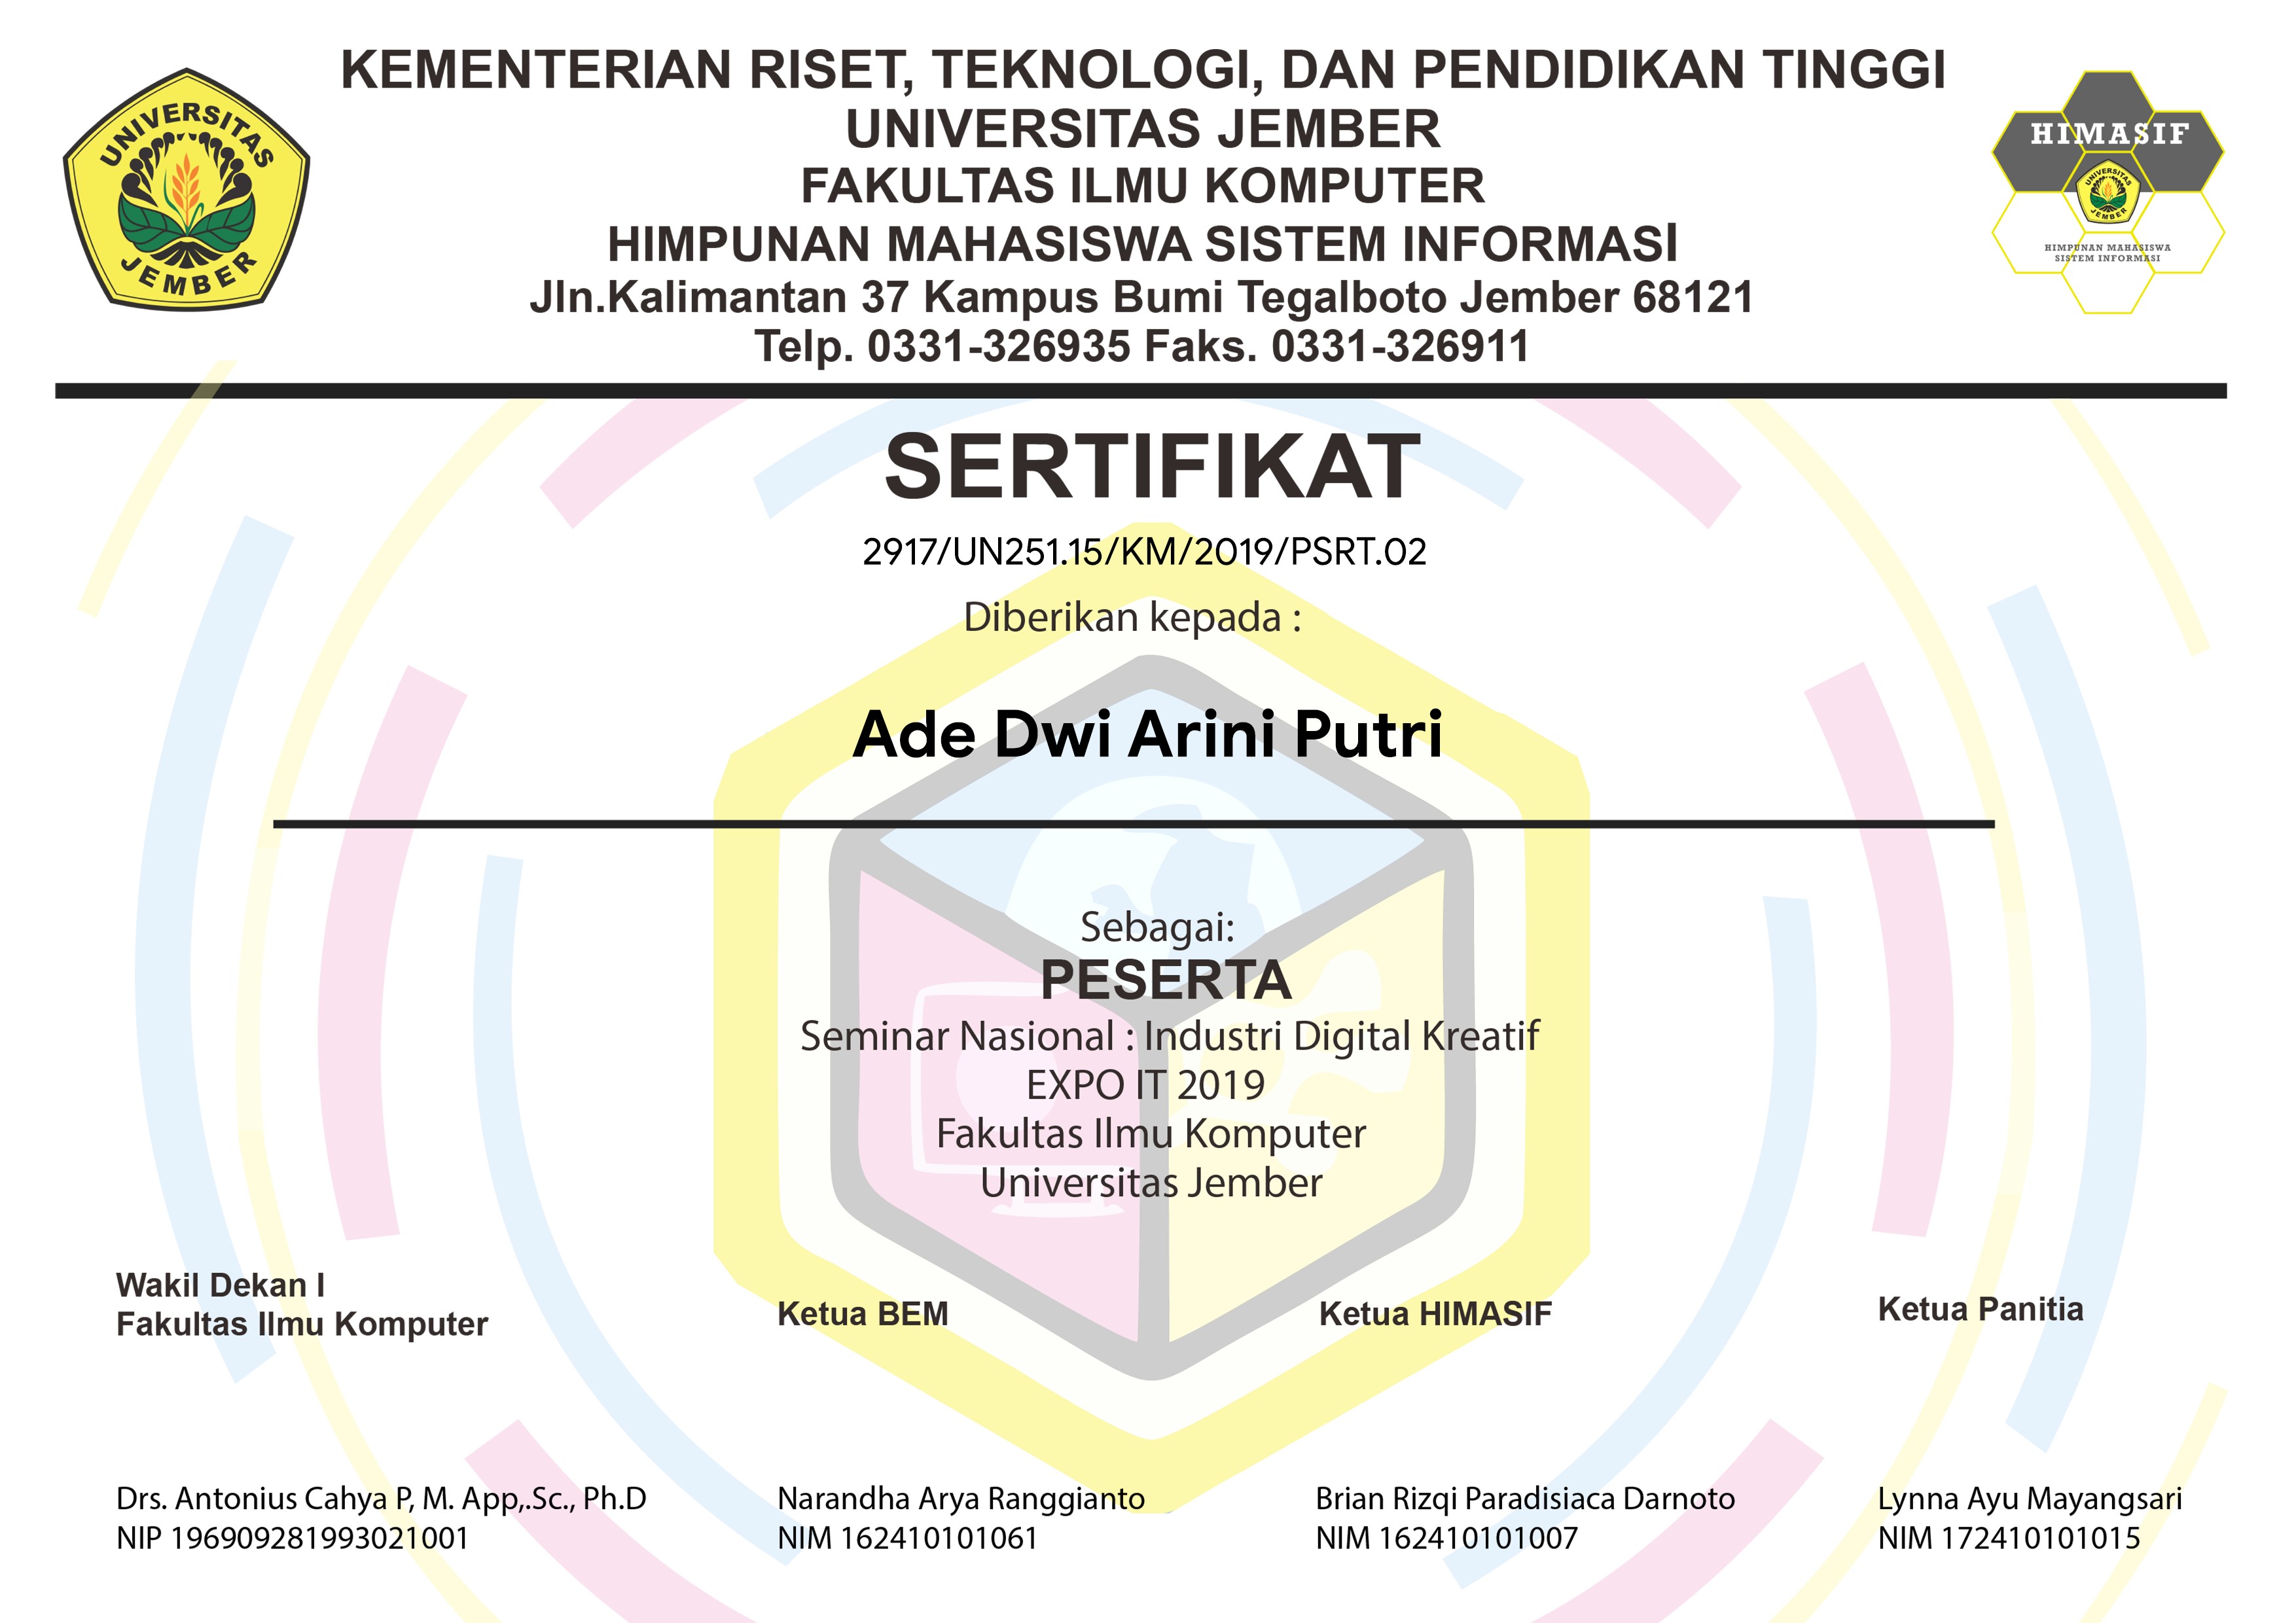 KEMENTERIAN RISET, TEKNOLOGI, DAN PENDIDIKAN TINGGI
UNIVERSITAS JEMBER
FAKULTAS ILMU KOMPUTER
HIMPUNAN MAHASISWA SISTEM INFORMASI
Jln.Kalimantan 37 Kampus Bumi Tegalboto Jember 68121
Telp. 0331-326935 Faks. 0331-326911
UNIVERSITAS
JEMBER
HIMASIF
UNIVERSITAS
JEMBER
HIMPUNAN MAHASISWA
SISTEM INFORMASI
SERTIFIKAT
2917/UN251.15/KM/2019/PSRT.02
Diberikan kepada :
Ade Dwi Arini Putri
Sebagai:
PESERTA
Seminar Nasional : Industri Digital Kreatif
EXPO IT 2019
Fakultas Ilmu Komputer
Universitas Jember
Wakil Dekan I
Fakultas Ilmu Komputer
Drs. Antonius Cahya P, M. App,.Sc., Ph.D
NIP 196909281993021001
Ketua BEM
Narandha Arya Ranggianto
NIM 162410101061
Ketua HIMASIF
Brian Rizqi Paradisiaca Darnoto
NIM 162410101007
Ketua Panitia
Lynna Ayu Mayangsari
NIM 172410101015